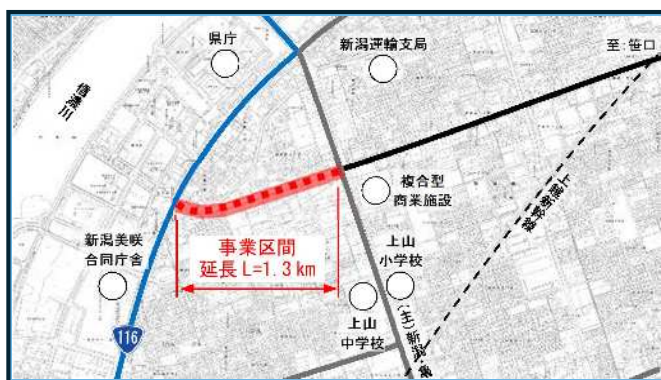 県庁
新潟運輸支局
至:笹口
信濃川
複合型
商業施設
上越新幹線
事業区間
延長 L=1.3 km
新潟美咲
合同庁舎
上山
小学校
上山
中学校
116
(主)新潟・亀